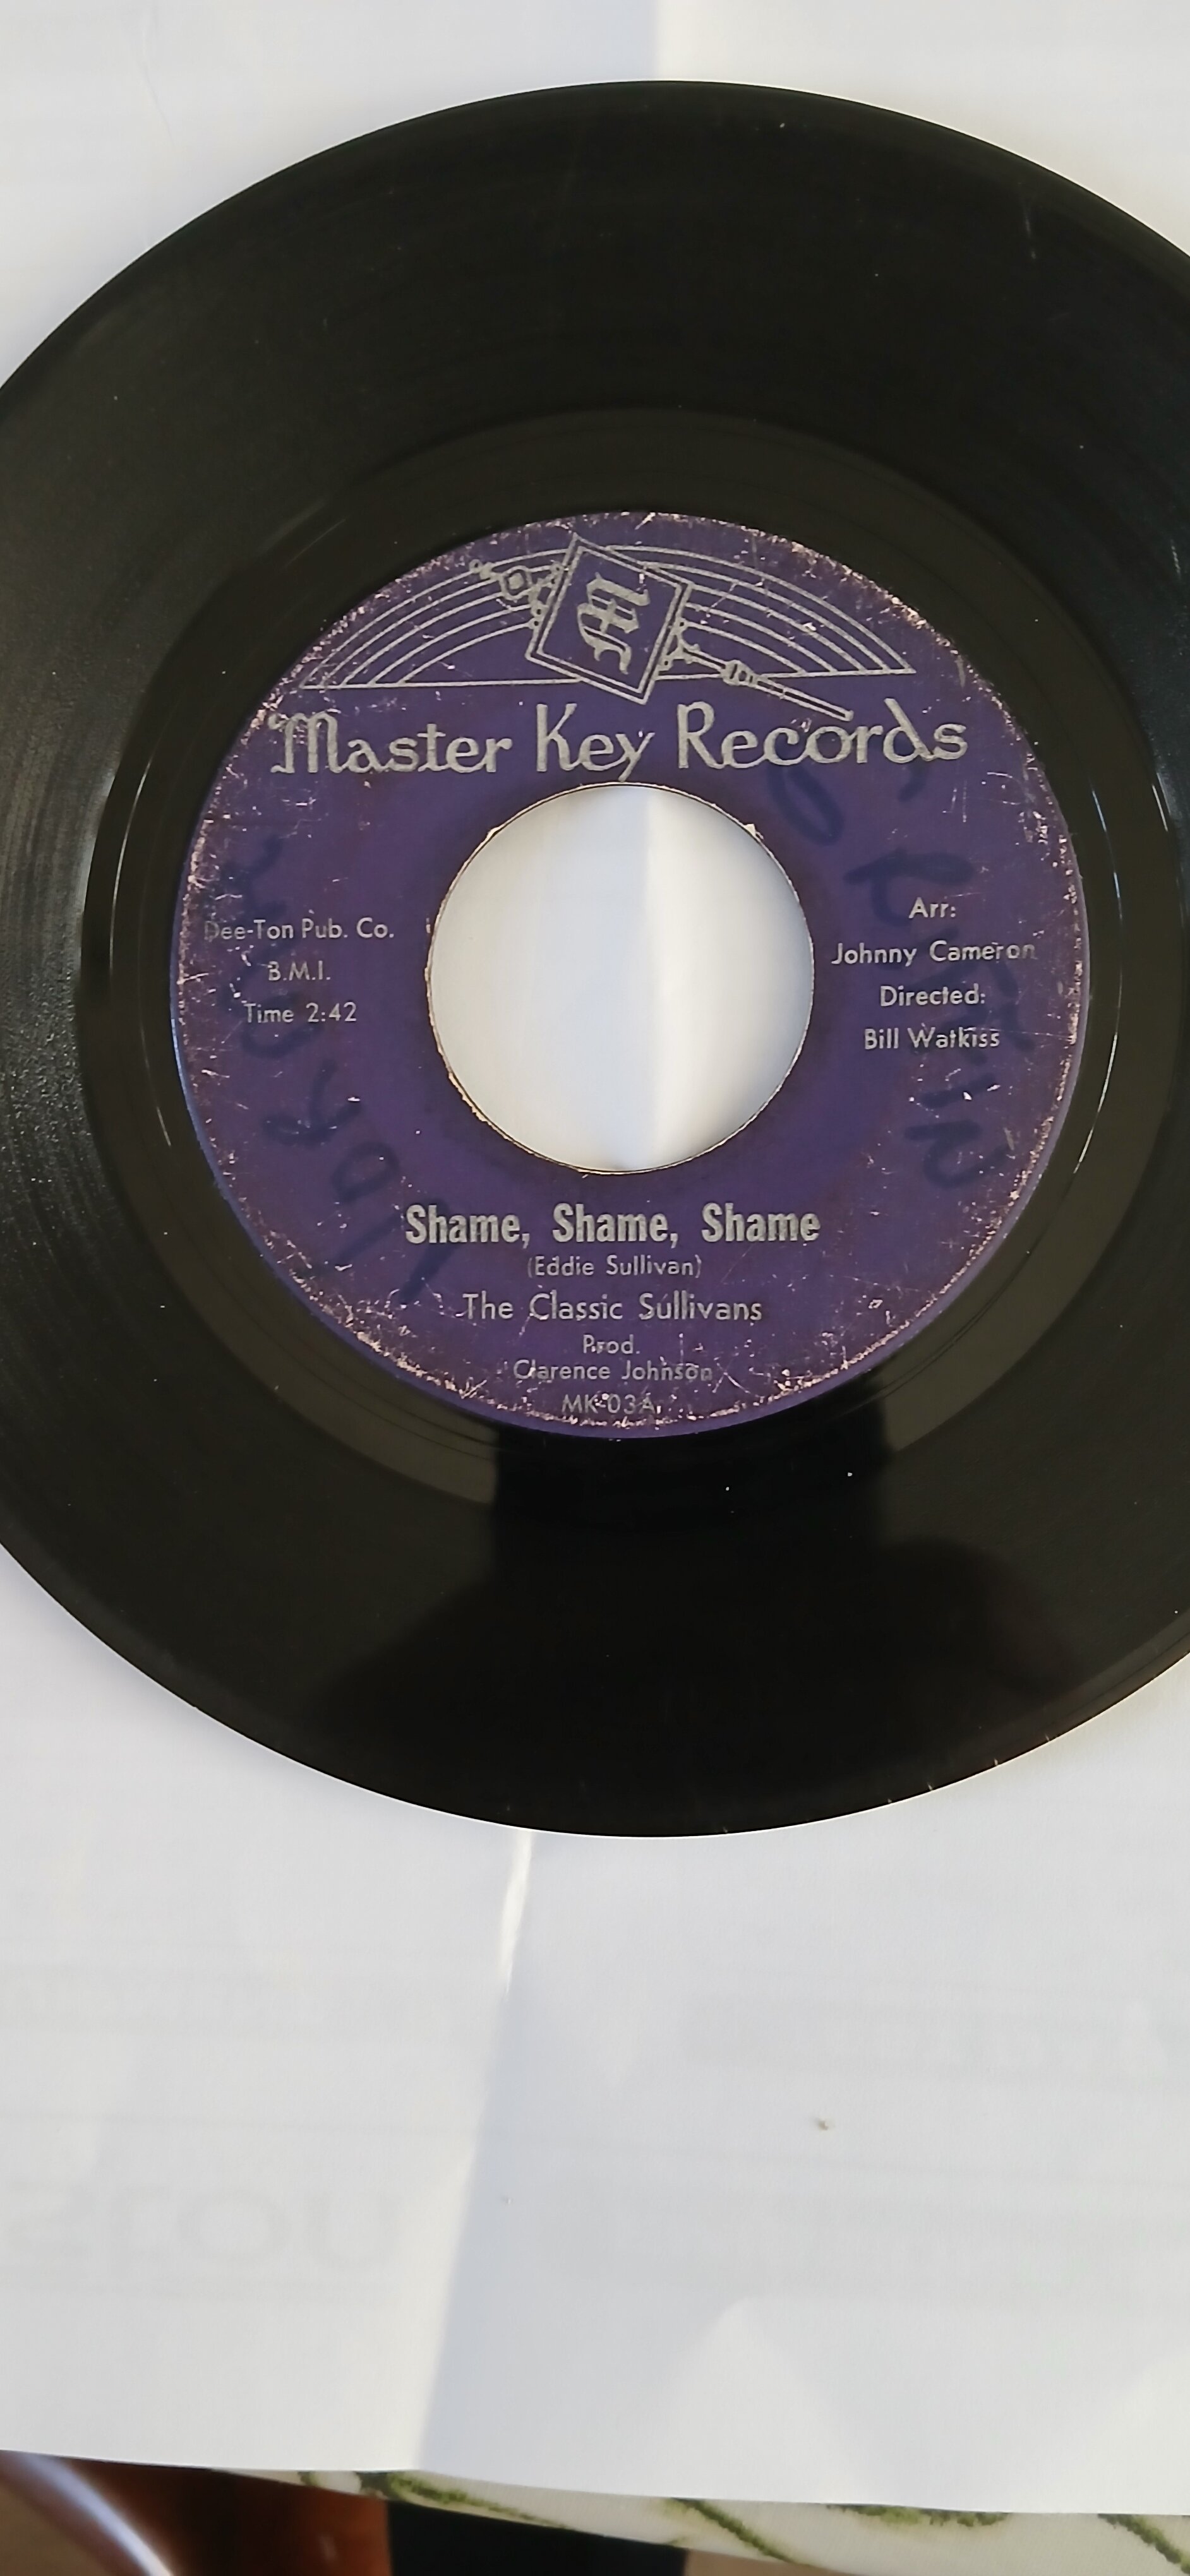 M
Master Key Records
Dee-Ton Pub. Co.
B.M.I.
Time 2:42
Arr:
Johnny Cameron
Directed:
Bill Watkiss
Shame, Shame, Shame
(Eddie Sullivan)
The Classic Sullivans
Prod.
Clarence Johnson
MK-03A